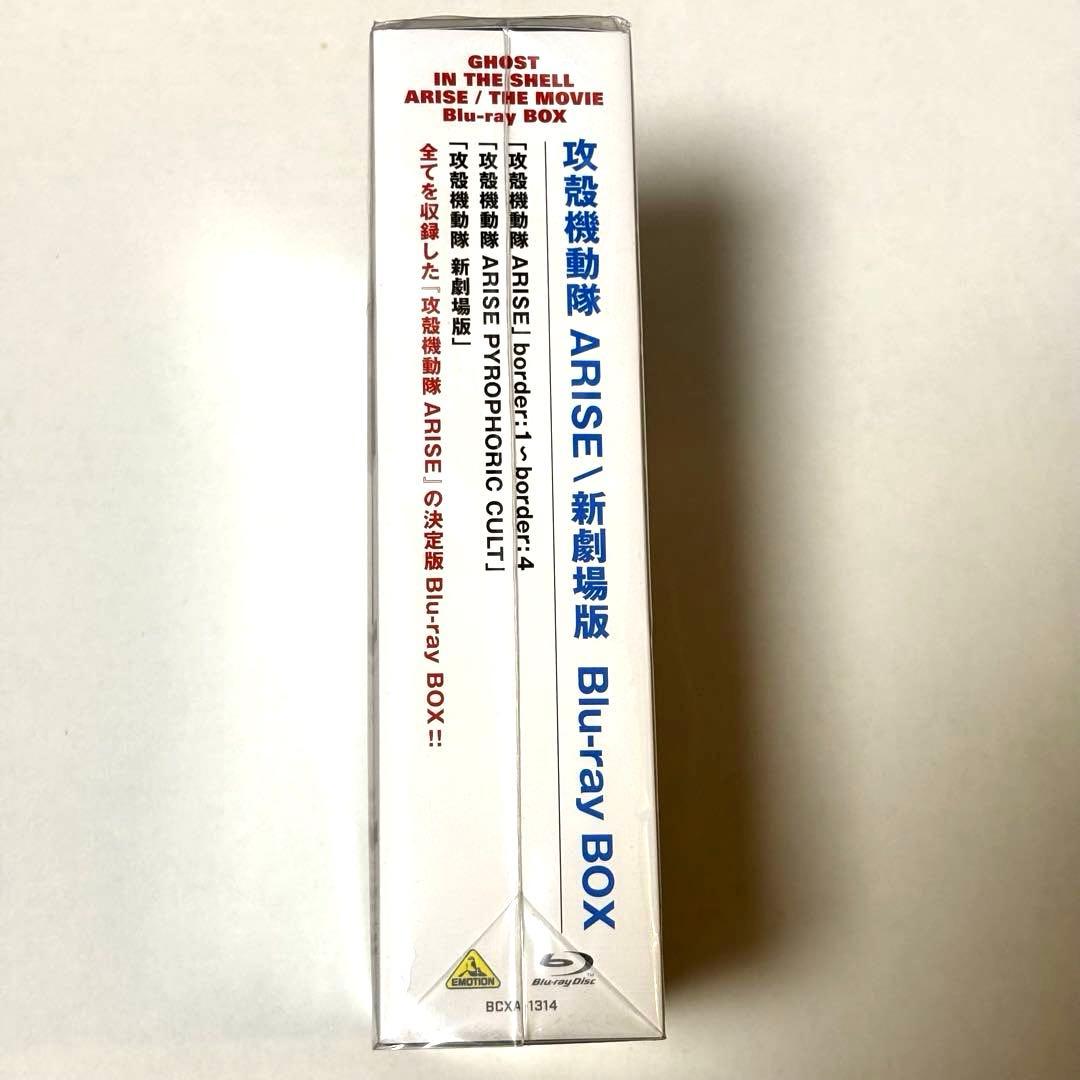 GHOST
IN THE SHELL
ARISE / THE MOVIE
Blu-ray BOX
攻殻機動隊 ARISE / 新劇場版 Blu-ray BOX
「攻殻機動隊 ARISE」border:1〜border:4
「攻殻機動隊 ARISE PYROPHORIC CULT」
「攻殻機動隊 新劇場版」
全てを収録した『攻殻機動隊 ARISE』の決定版 Blu-ray BOX!!
EMOTION
Blu-ray Disc
TM
BCXA-1314